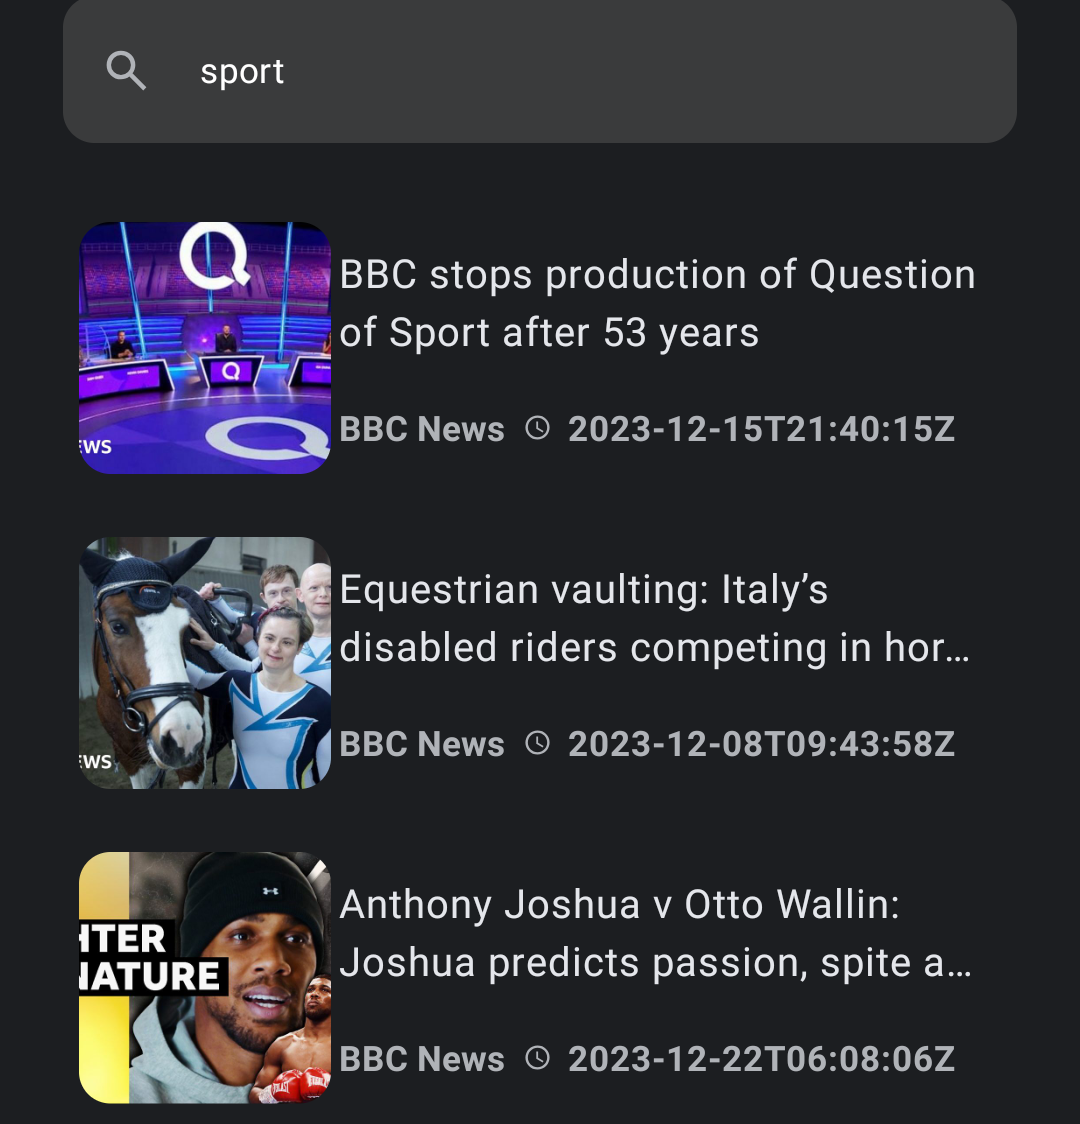 sport
BBC stops production of Question
of Sport after 53 years
BBC News 2023-12-15T21:40:15Z
EWS
Equestrian vaulting: Italy’s
disabled riders competing in hor…
BBC News 2023-12-08T09:43:58Z
EWS
Anthony Joshua v Otto Wallin:
Joshua predicts passion, spite a…
HTER
NATURE
BBC News 2023-12-22T06:08:06Z